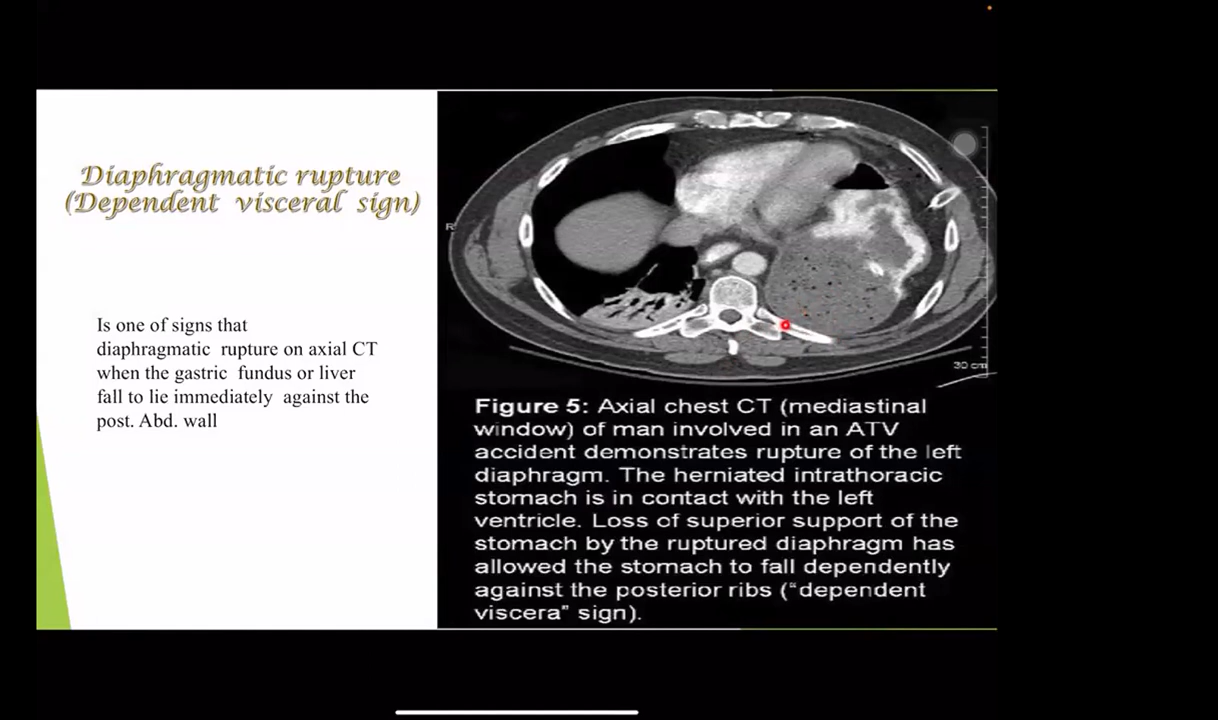 Diaphragmatic rupture
(Dependent visceral sign)
Is one of signs that
diaphragmatic rupture on axial CT
when the gastric fundus or liver
fall to lie immediately against the
post. Abd. wall
R
30 cm
Figure 5: Axial chest CT (mediastinal
window) of man involved in an ATV
accident demonstrates rupture of the left
diaphragm. The herniated intrathoracic
stomach is in contact with the left
ventricle. Loss of superior support of the
stomach by the ruptured diaphragm has
allowed the stomach to fall dependently
against the posterior ribs ("dependent
viscera" sign).